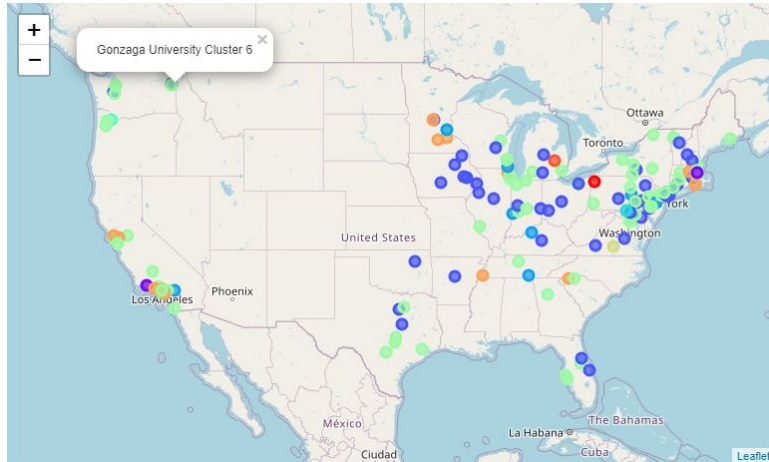 +
−
Gonzaga University Cluster 6
×
Ottawa
Toronto
York
United States
Washington
Los Angeles
Phoenix
México
La Habana
The Bahamas
Ciudad
Cuba
Leaflet